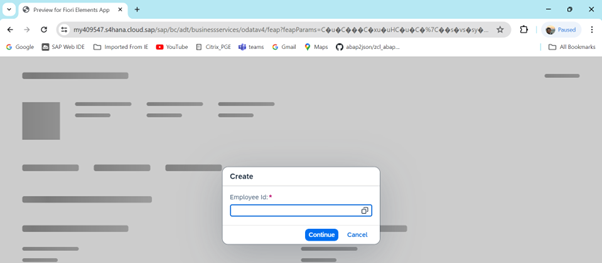 Preview for Fiori Elements App
my409547.s4hana.cloud.sap/sap/bc/adt/businessservices/odatav4/feap?feapParams=C�u�C���C�xu�uHC�u�C�%7C��s�vs�sy�...
Paused
Google SAP Web IDE Imported From IE YouTube Citrix_PGE teams Gmail Maps abap2json/zcl_abap... All Bookmarks
Create
Employee Id:*
Continue Cancel